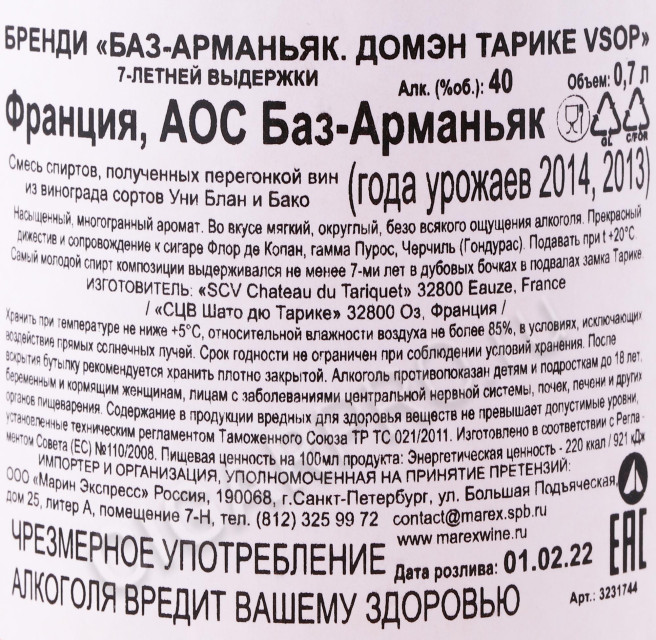 БРЕНДИ «БАЗ-АРМАНЬЯК. ДОМЭН ТАРИКЕ VSOP»
7-ЛЕТНЕЙ ВЫДЕРЖКИ Алк. (%об.): 40 Объем: 0,7 л
Франция, АОС Баз-Арманьяк
GL C/FOR
Смесь спиртов, полученных перегонкой вин
из винограда сортов Уни Блан и Бако
(года урожаев 2014, 2013)
Насыщенный, многогранный аромат. Во вкусе мягкий, округлый, безо всякого ощущения алкоголя. Прекрасный
дижестив и сопровождение к сигаре Флор де Копан, гамма Пурос, Черчиль (Гондурас). Подавать при t +20°С
Самый молодой спирт композиции выдерживался не менее 7-ми лет в дубовых бочках в подвалах замка Тарике.
ИЗГОТОВИТЕЛЬ: «SCV Chateau du Tariquet» 32800 Eauze, France
/ «СЦВ Шато дю Тарике» 32800 Оз, Франция /
Хранить при температуре не ниже +5°С, относительной влажности воздуха не более 85%, в условиях, исключающих
воздействие прямых солнечных лучей. Срок годности не ограничен при соблюдении условий хранения. После
вскрытия бутылку рекомендуется хранить плотно закрытой. Алкоголь противопоказан детям и подросткам до 18 лет,
беременным и кормящим женщинам, лицам с заболеваниями центральной нервной системы, почек, печени и других
органов пищеварения. Содержание в продукции вредных для здоровья веществ не превышает допустимые уровни,
установленные техническим регламентом Таможенного Союза ТР ТС 021/2011. Изготовлено в соответствии с Регла-
ментом Совета (ЕС) №110/2008. Пищевая ценность на 100мл продукта: Энергетическая ценность - 220 ккал / 921 кДж
ИМПОРТЕР И ОРГАНИЗАЦИЯ, УПОЛНОМОЧЕННАЯ НА ПРИНЯТИЕ ПРЕТЕНЗИЙ:
ООО «Марин Экспресс» Россия, 190068, г.Санкт-Петербург, ул. Большая Подъяческая,
дом 25, литер А, помещение 7-Н, тел. (812) 325 99 72 contact@marex.spb.ru
www.marexwine.ru
ЧРЕЗМЕРНОЕ УПОТРЕБЛЕНИЕ
АЛКОГОЛЯ ВРЕДИТ ВАШЕМУ ЗДОРОВЬЮ
Дата розлива: 01.02.22
EAC
Арт.: 3231744